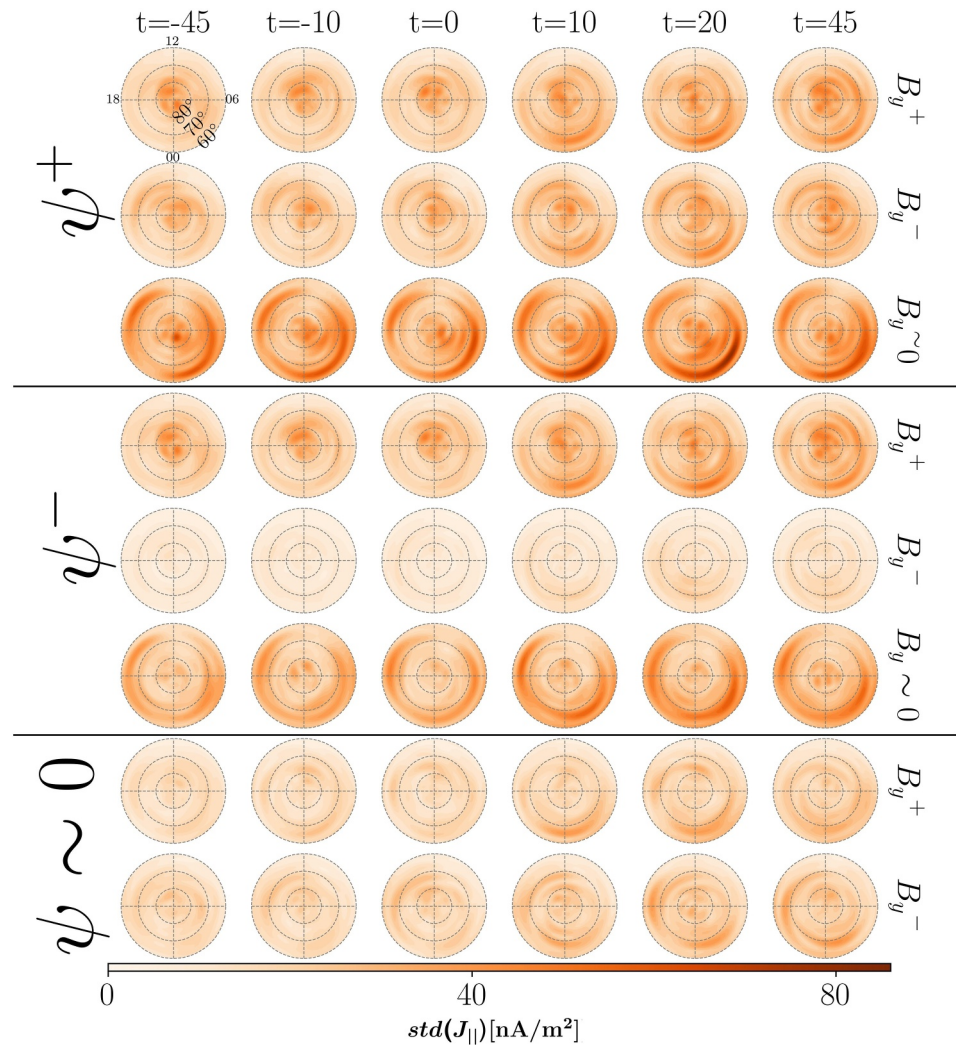 t=-45 t=-10 t=0 t=10 t=20 t=45
12
18 06
80°
70°
60°
00
ψ+
B_y+
B_y-
B_y~0
ψ-
B_y+
B_y-
B_y ~ 0
ψ ~ 0
B_y+
B_y-
0 40 80
std(J_||)[nA/m²]